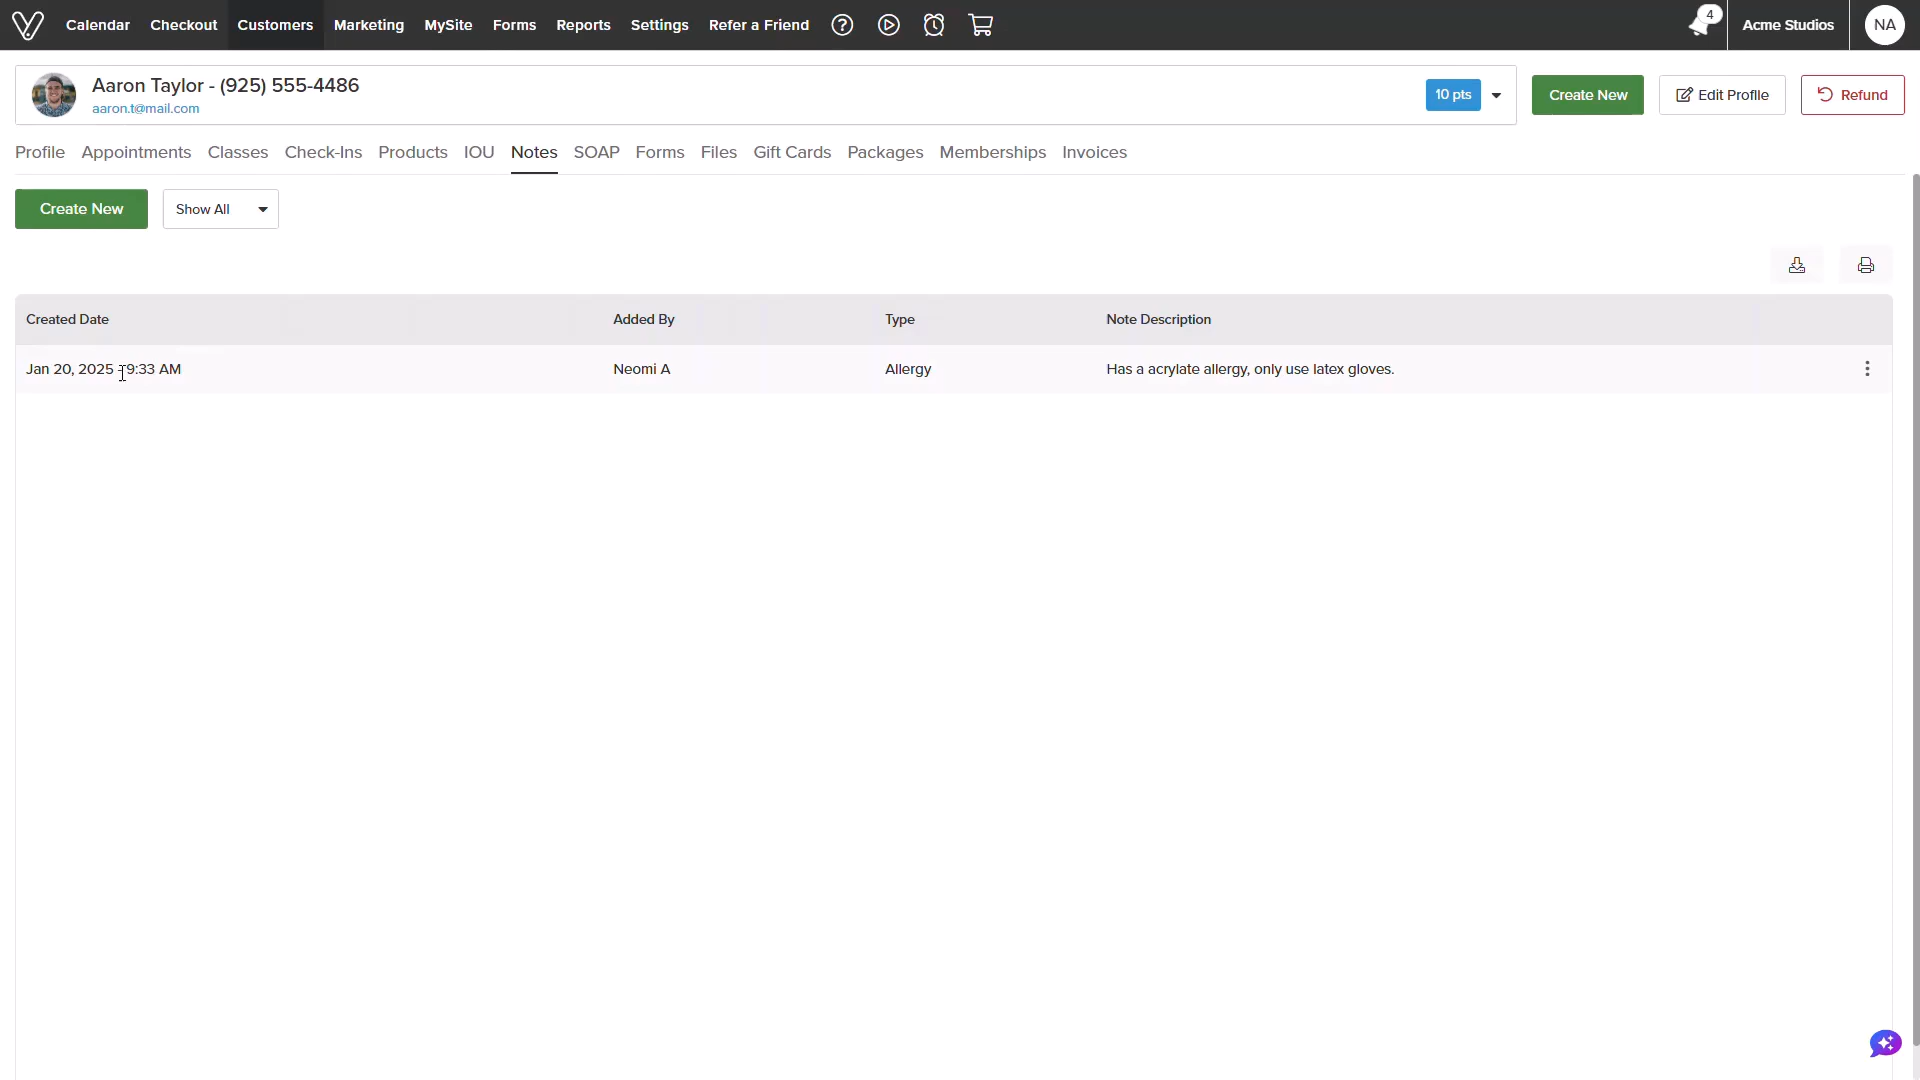 Calendar Checkout Customers Marketing MySite Forms Reports Settings Refer a Friend 4 Acme Studios NA
Aaron Taylor - (925) 555-4486
aaron.t@mail.com
10 pts Create New Edit Profile Refund
Profile Appointments Classes Check-Ins Products IOU Notes SOAP Forms Files Gift Cards Packages Memberships Invoices
Create New Show All
Created Date Added By Type Note Description
Jan 20, 2025 - 9:33 AM Neomi A Allergy Has a acrylate allergy, only use latex gloves.